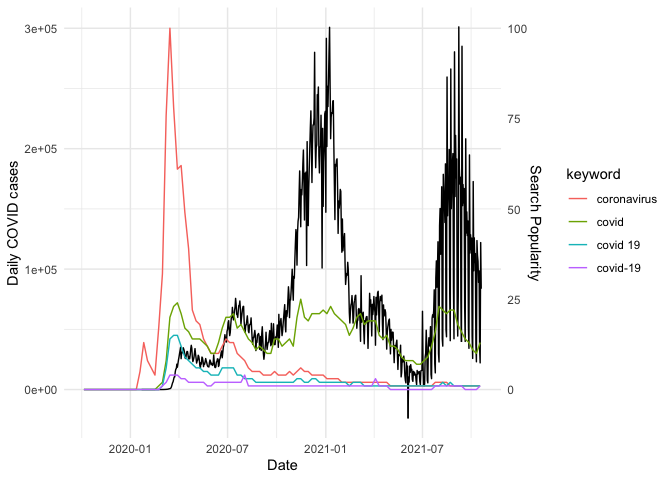 3e+05
2e+05
1e+05
0e+00
Daily COVID cases
2020-01
2020-07
2021-01
2021-07
Date
100
75
50
25
0
Search Popularity
keyword
coronavirus
covid
covid 19
covid-19